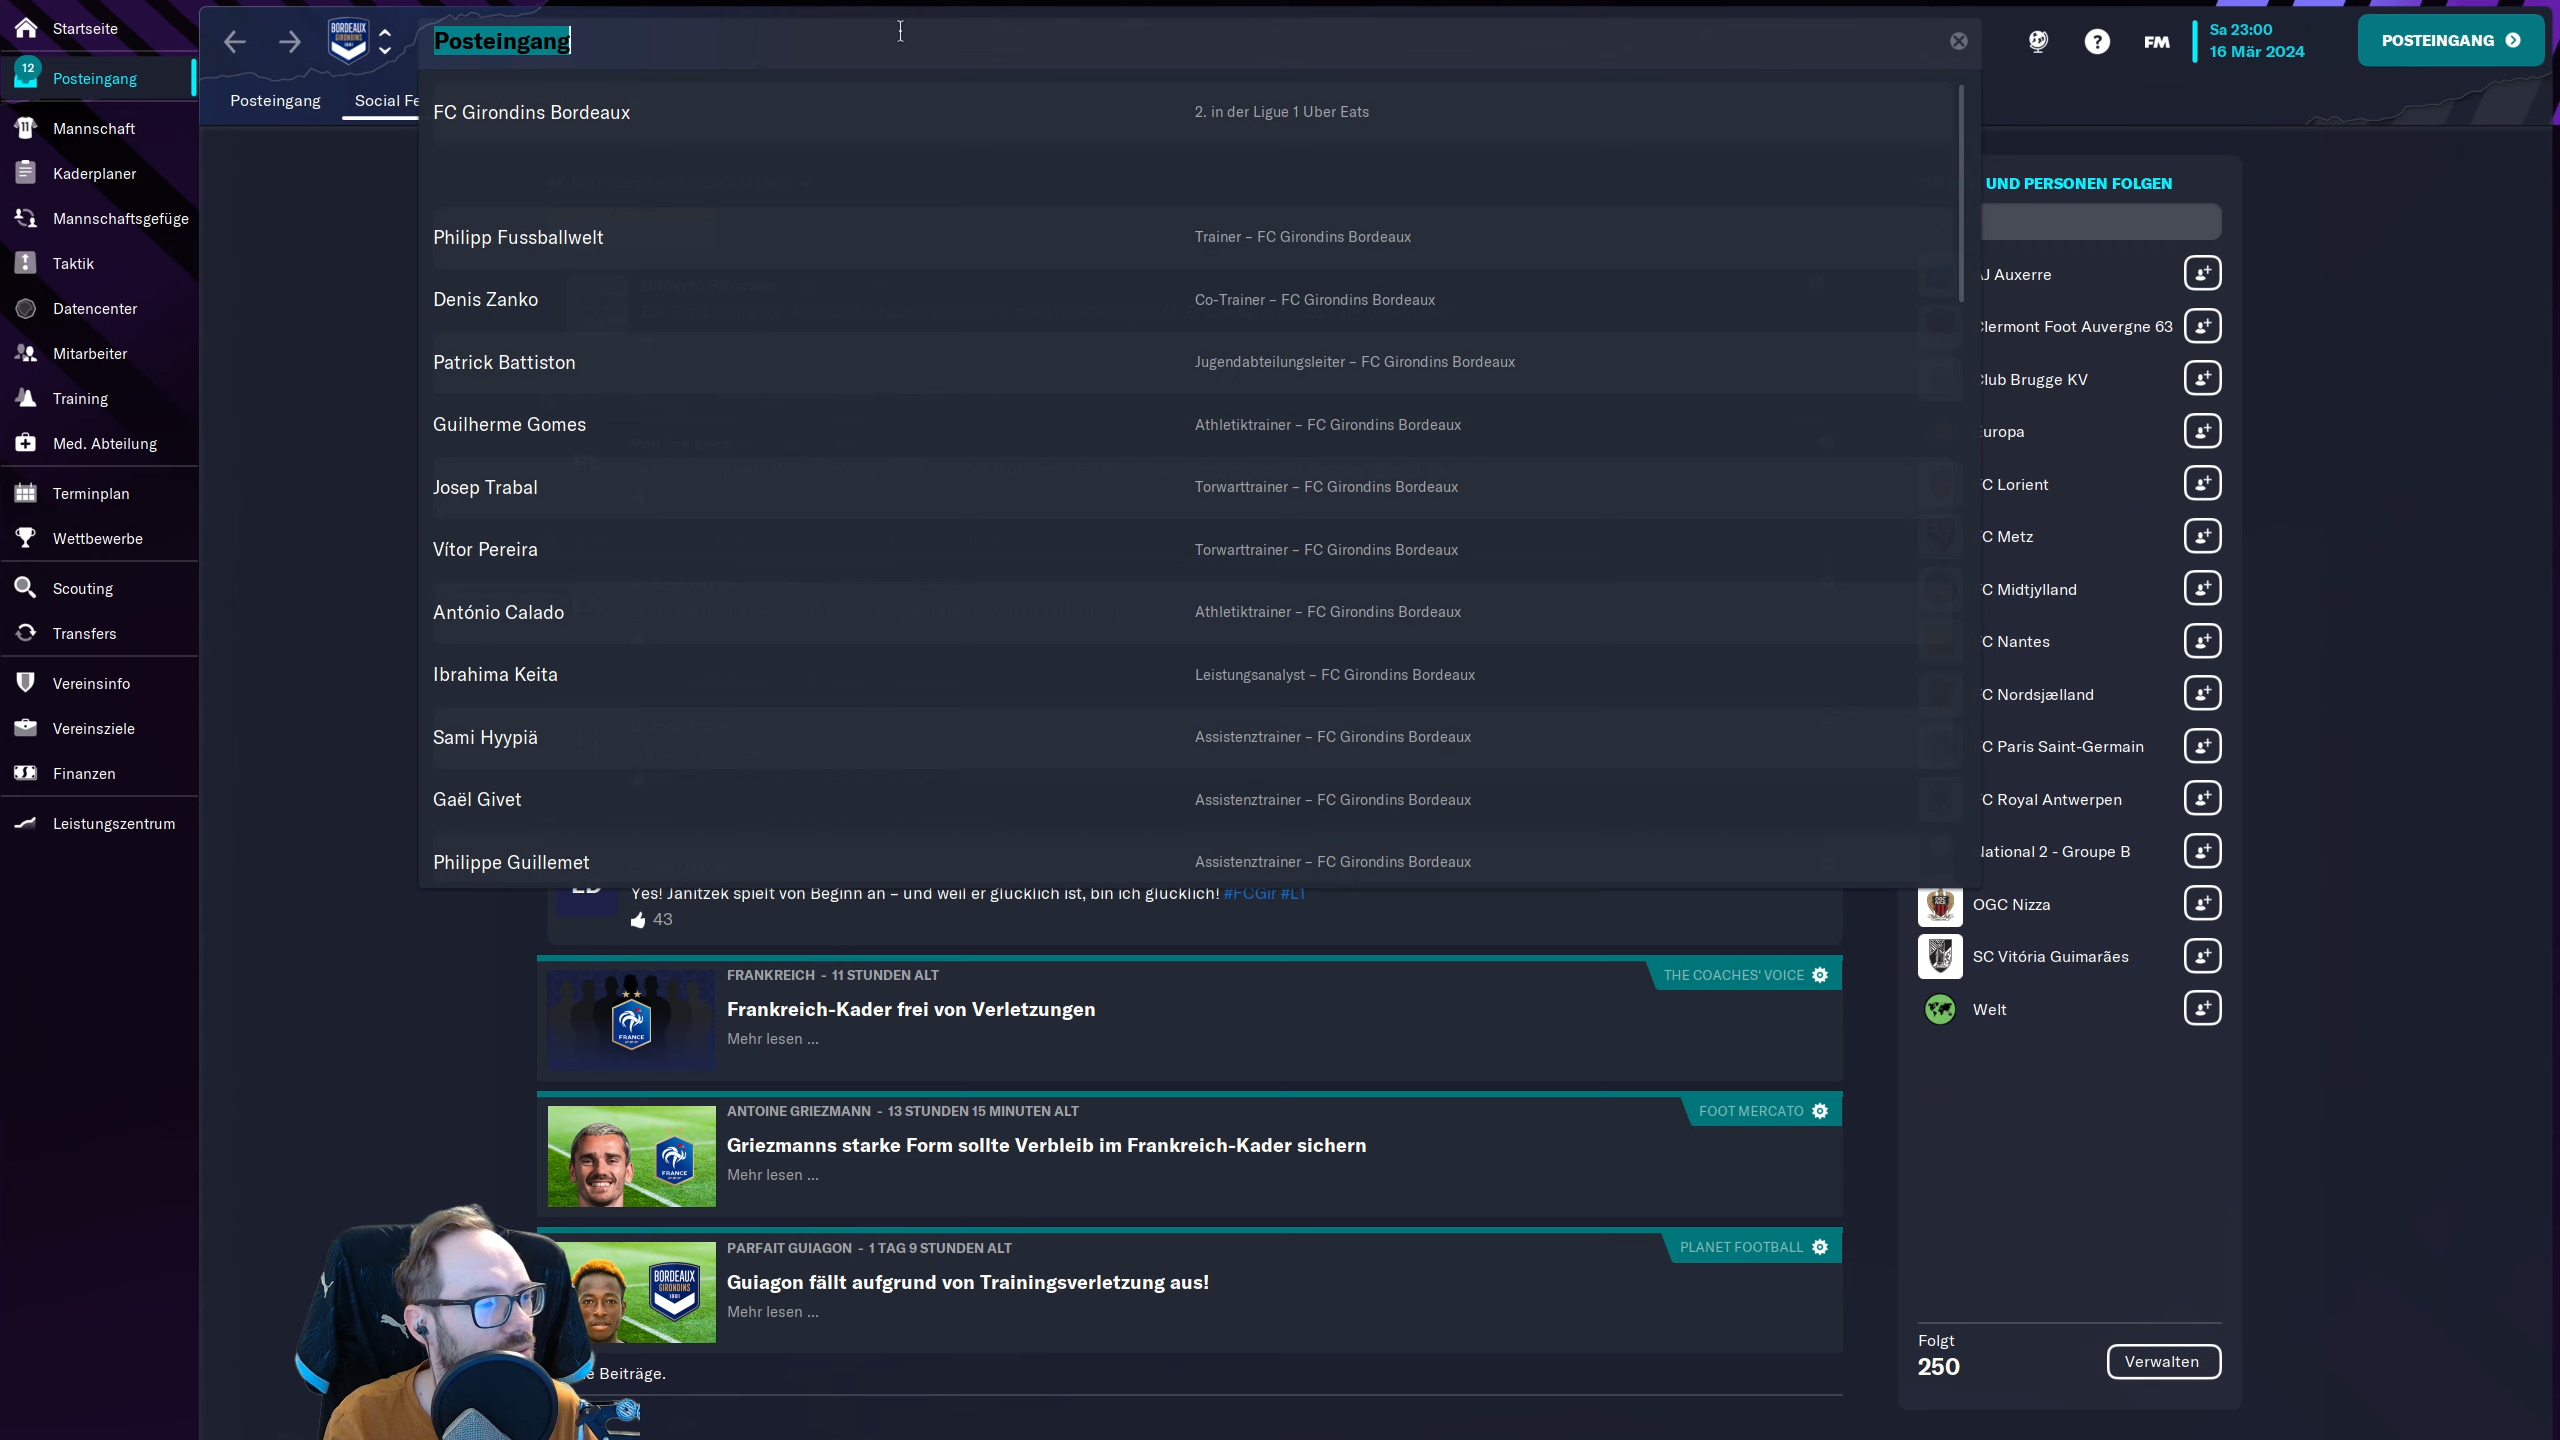 Startseite
12
Posteingang
Mannschaft
Kaderplaner
Mannschaftsgefüge
Taktik
Datencenter
Mitarbeiter
Training
Med. Abteilung
Terminplan
Wettbewerbe
Scouting
Transfers
Vereinsinfo
Vereinsziele
Finanzen
Leistungszentrum
BORDEAUX
GIRONDINS
Posteingang
FM
Sa 23:00
16 Mär 2024
POSTEINGANG
Posteingang
Social Fe
FC Girondins Bordeaux
2. in der Ligue 1 Uber Eats
Philipp Fussballwelt
Trainer – FC Girondins Bordeaux
Denis Zanko
Co-Trainer – FC Girondins Bordeaux
Patrick Battiston
Jugendabteilungsleiter – FC Girondins Bordeaux
Guilherme Gomes
Athletiktrainer – FC Girondins Bordeaux
Josep Trabal
Torwarttrainer – FC Girondins Bordeaux
Vítor Pereira
Torwarttrainer – FC Girondins Bordeaux
António Calado
Athletiktrainer – FC Girondins Bordeaux
Ibrahima Keita
Leistungsanalyst – FC Girondins Bordeaux
Sami Hyypiä
Assistenztrainer – FC Girondins Bordeaux
Gaël Givet
Assistenztrainer – FC Girondins Bordeaux
Philippe Guillemet
Assistenztrainer – FC Girondins Bordeaux
Yes! Janitzek spielt von Beginn an – und weil er glücklich ist, bin ich glücklich! #FCGir #L1
43
FRANKREICH - 11 STUNDEN ALT
THE COACHES' VOICE
Frankreich-Kader frei von Verletzungen
Mehr lesen ...
FRANCE
ANTOINE GRIEZMANN - 13 STUNDEN 15 MINUTEN ALT
FOOT MERCATO
Griezmanns starke Form sollte Verbleib im Frankreich-Kader sichern
Mehr lesen ...
FRANCE
PARFAIT GUIAGON - 1 TAG 9 STUNDEN ALT
PLANET FOOTBALL
Guiagon fällt aufgrund von Trainingsverletzung aus!
Mehr lesen ...
BORDEAUX
GIRONDINS
e Beiträge.
UND PERSONEN FOLGEN
J Auxerre
Clermont Foot Auvergne 63
Club Brugge KV
Europa
C Lorient
C Metz
C Midtjylland
C Nantes
C Nordsjælland
C Paris Saint-Germain
C Royal Antwerpen
National 2 - Groupe B
OGC Nizza
SC Vitória Guimarães
Welt
Folgt
250
Verwalten